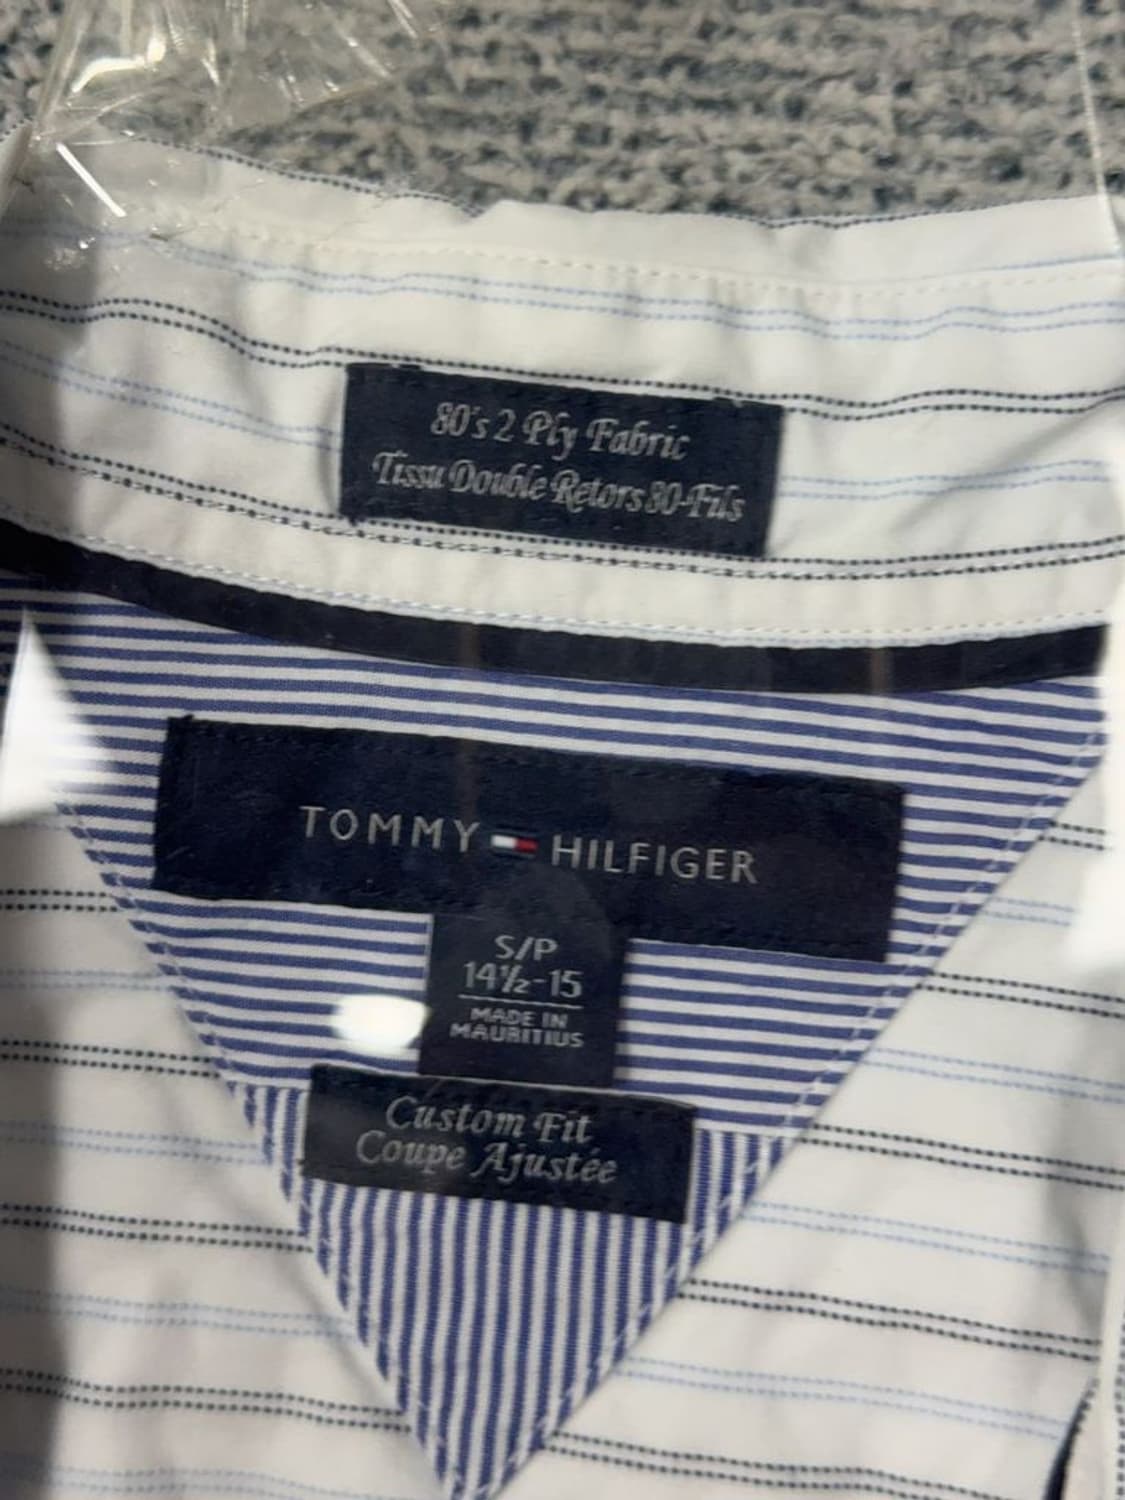 80's 2 Ply Fabric
Tissu Double Retors 80-Fils
TOMMY HILFIGER
S/P
14½-15
MADE IN
MAURITIUS
Custom Fit
Coupe Ajustée